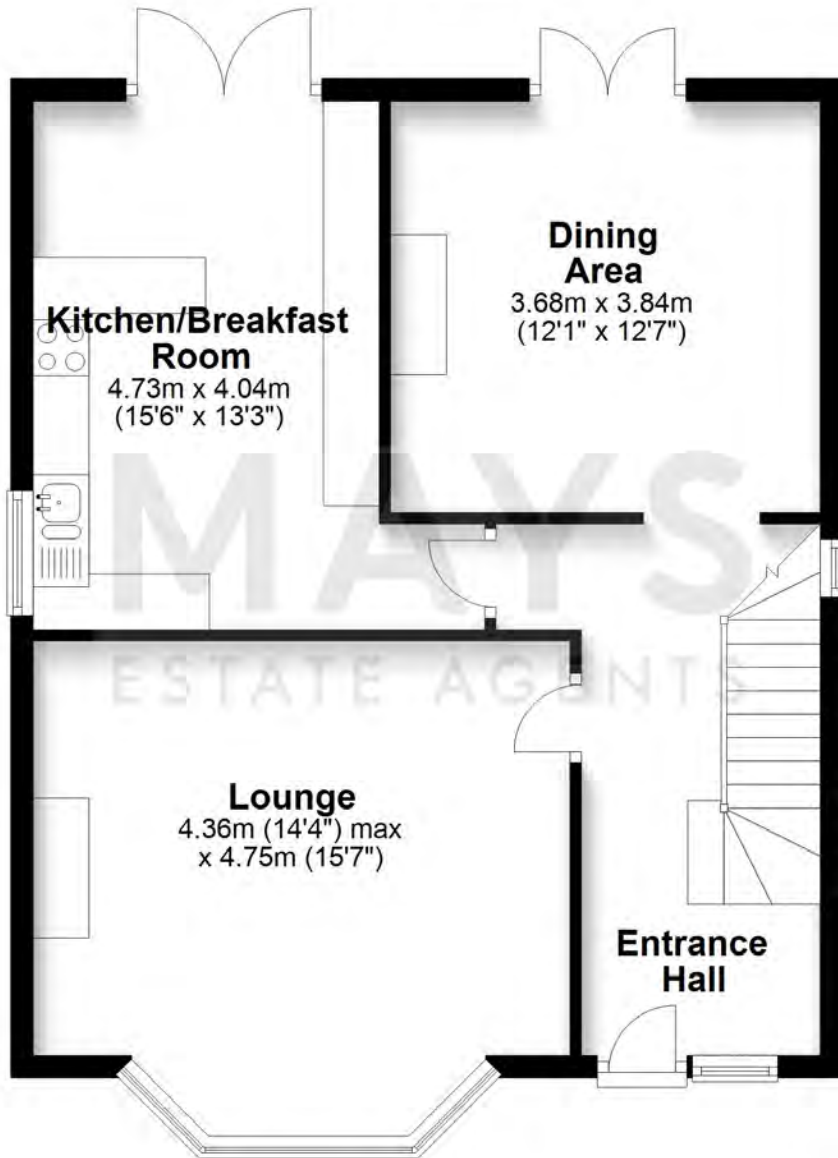 Kitchen/Breakfast
Room
4.73m x 4.04m
(15'6" x 13'3")
Dining
Area
3.68m x 3.84m
(12'1" x 12'7")
MAYS
ESTATE AGENTS
Lounge
4.36m (14'4") max
x 4.75m (15'7")
Entrance
Hall